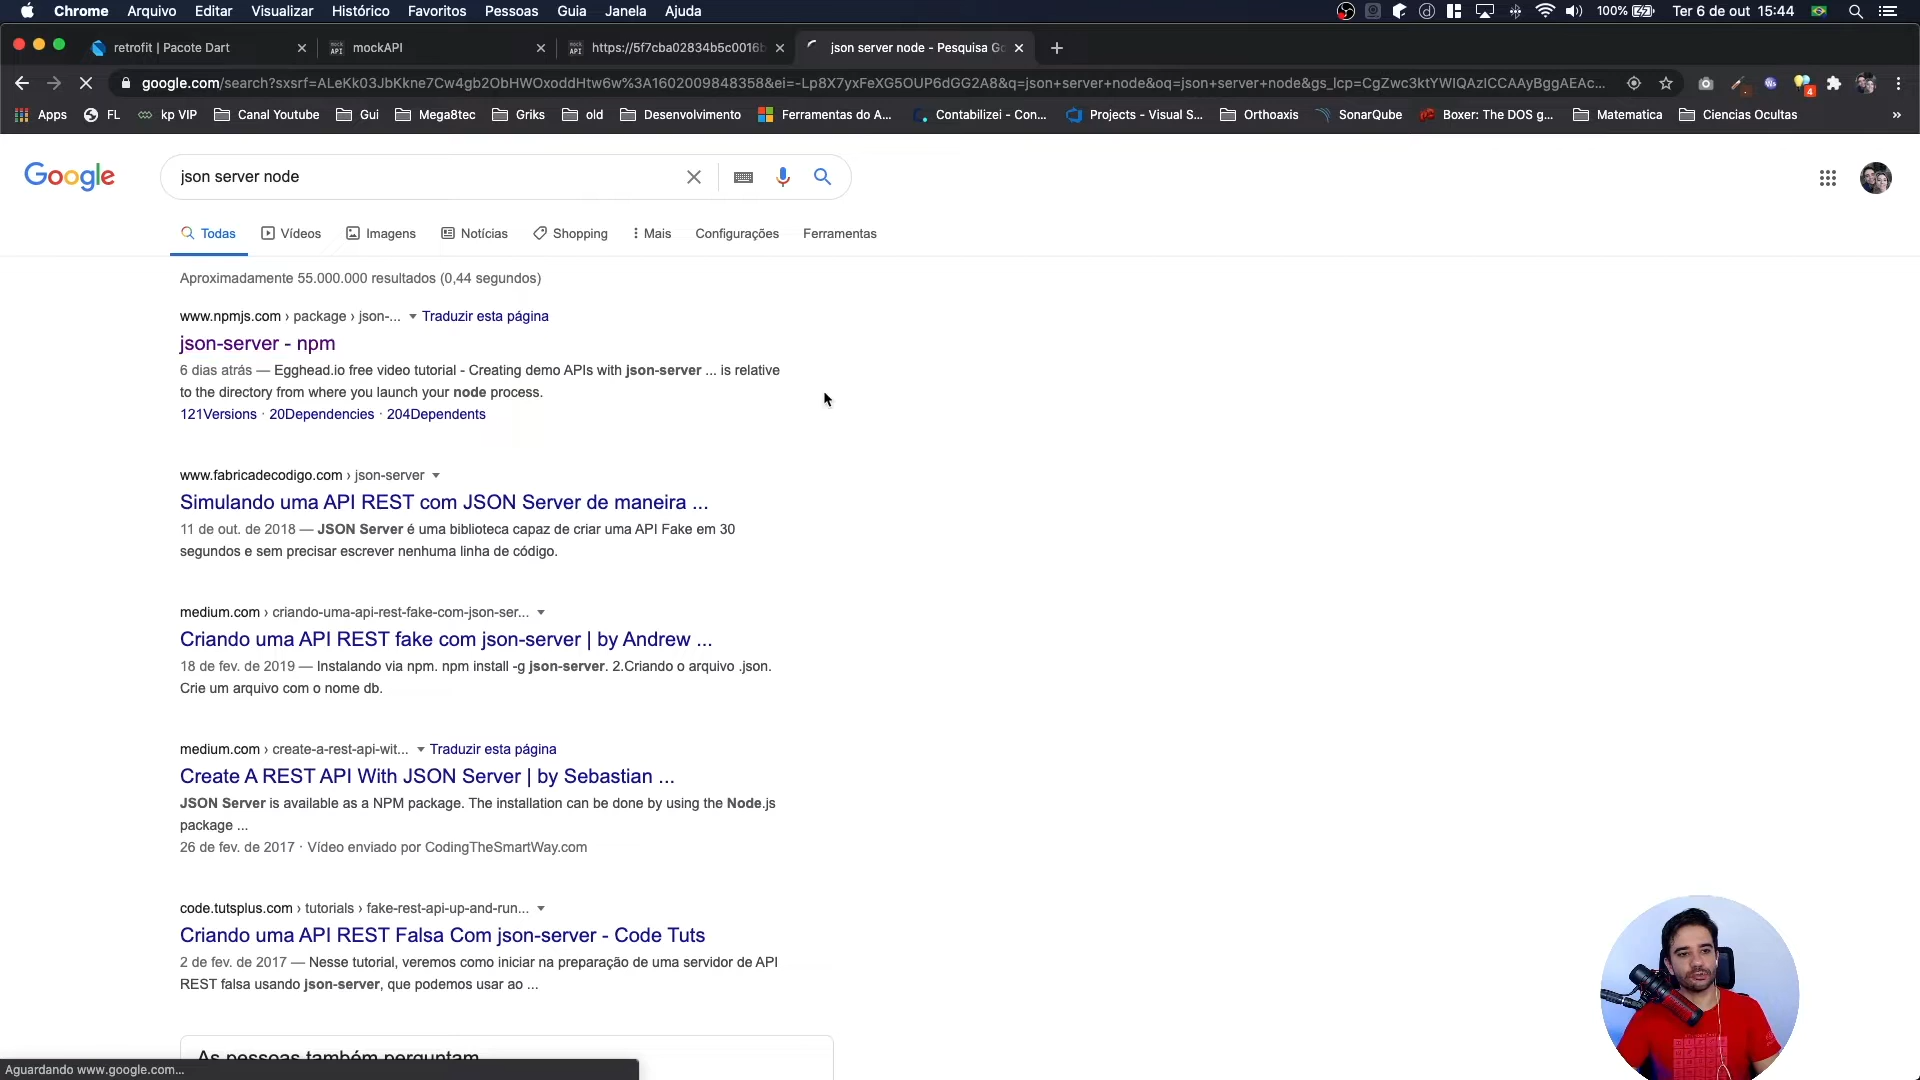 Chrome Arquivo Editar Visualizar Histórico Favoritos Pessoas Guia Janela Ajuda 100% Ter 6 de out 15:44
retrofit | Pacote Dart
mock API mockAPI
mock API https://5f7cba02834b5c0016b
json server node - Pesquisa Go
google.com/search?sxsrf=ALeKk03JbKkne7Cw4gb2ObHWOxoddHtw6w%3A1602009848358&ei=-Lp8X7yxFeXG5OUP6dGG2A8&q=json+server+node&oq=json+server+node&gs_lcp=CgZwc3ktYWIQAzICCAAyBggAEAc... 4
Apps FL kp VIP Canal Youtube Gui Mega8tec Griks old Desenvolvimento Ferramentas do A... Contabilizei - Con... Projects - Visual S... Orthoaxis SonarQube Boxer: The DOS g... Matematica Ciencias Ocultas »
Google json server node
Todas Vídeos Imagens Notícias Shopping Mais Configurações Ferramentas
Aproximadamente 55.000.000 resultados (0,44 segundos)
www.npmjs.com › package › json-... Traduzir esta página
json-server - npm
6 dias atrás — Egghead.io free video tutorial - Creating demo APIs with json-server ... is relative
to the directory from where you launch your node process.
121Versions · 20Dependencies · 204Dependents
www.fabricadecodigo.com › json-server
Simulando uma API REST com JSON Server de maneira ...
11 de out. de 2018 — JSON Server é uma biblioteca capaz de criar uma API Fake em 30
segundos e sem precisar escrever nenhuma linha de código.
medium.com › criando-uma-api-rest-fake-com-json-ser...
Criando uma API REST fake com json-server | by Andrew ...
18 de fev. de 2019 — Instalando via npm. npm install -g json-server. 2.Criando o arquivo .json.
Crie um arquivo com o nome db.
medium.com › create-a-rest-api-wit... Traduzir esta página
Create A REST API With JSON Server | by Sebastian ...
JSON Server is available as a NPM package. The installation can be done by using the Node.js
package ...
26 de fev. de 2017 · Vídeo enviado por CodingTheSmartWay.com
code.tutsplus.com › tutorials › fake-rest-api-up-and-run...
Criando uma API REST Falsa Com json-server - Code Tuts
2 de fev. de 2017 — Nesse tutorial, veremos como iniciar na preparação de uma servidor de API
REST falsa usando json-server, que podemos usar ao ...
As pessoas também perguntam
Aguardando www.google.com...